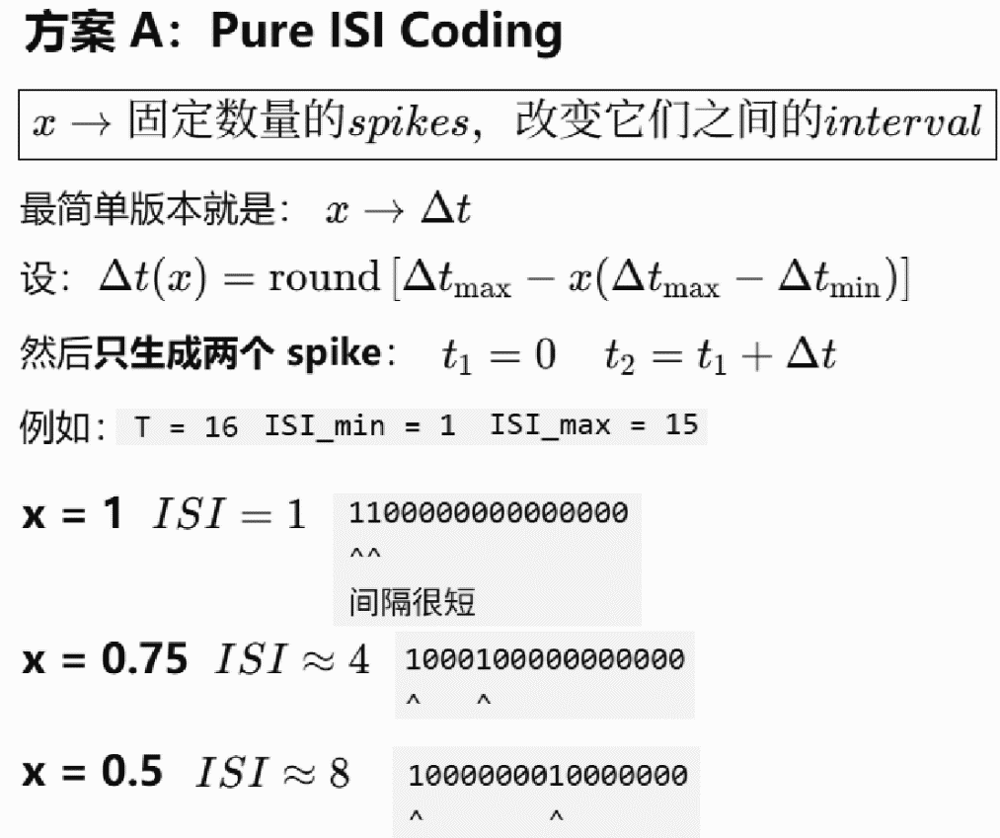 方案 A：Pure ISI Coding
x → 固定数量的spikes，改变它们之间的interval
最简单版本就是： x → Δt
设：Δt(x) = round [Δt_max − x(Δt_max − Δt_min)]
然后只生成两个 spike： t₁ = 0 t₂ = t₁ + Δt
例如： T = 16 ISI_min = 1 ISI_max = 15
x = 1 ISI = 1 1100000000000000
^^
间隔很短
x = 0.75 ISI ≈ 4 1000100000000000
^ ^
x = 0.5 ISI ≈ 8 1000000010000000
^ ^